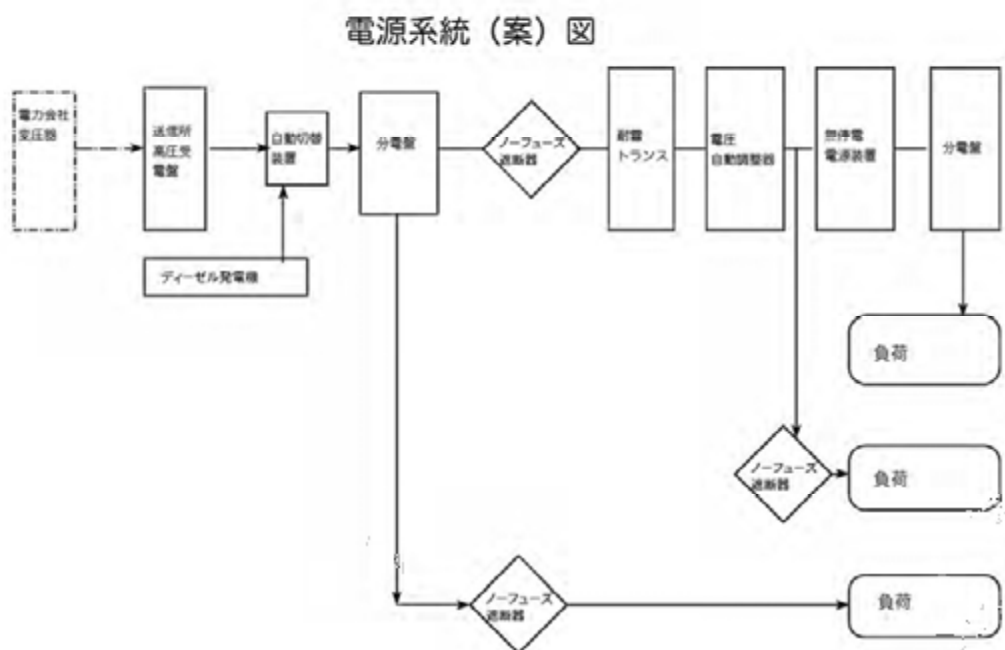 電源系統（案）図
電力会社
変圧器
送信所
高圧受
電盤
自動切替
装置
分電盤
ノーフューズ
遮断器
耐雷
トランス
電圧
自動調整器
無停電
電源装置
分電盤
ディーゼル発電機
負荷
ノーフューズ
遮断器
負荷
ノーフューズ
遮断器
負荷